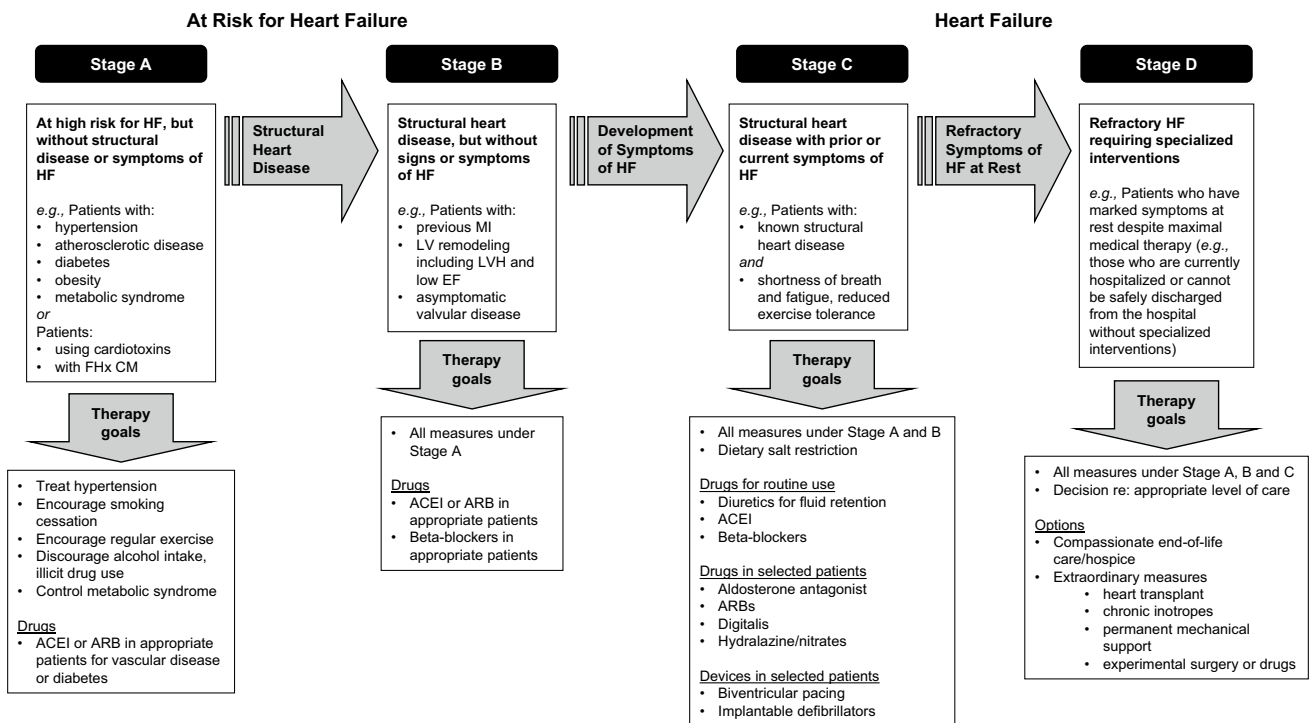 At Risk for Heart Failure
Heart Failure
Stage A
At high risk for HF, but
without structural
disease or symptoms of
HF
e.g., Patients with:
• hypertension
• atherosclerotic disease
• diabetes
• obesity
• metabolic syndrome
or
Patients:
• using cardiotoxins
• with FHx CM
Therapy
goals
• Treat hypertension
• Encourage smoking
cessation
• Encourage regular exercise
• Discourage alcohol intake,
illicit drug use
• Control metabolic syndrome
Drugs
• ACEI or ARB in appropriate
patients for vascular disease
or diabetes
Structural
Heart
Disease
Stage B
Structural heart
disease, but without
signs or symptoms
of HF
e.g., Patients with:
• previous MI
• LV remodeling
including LVH and
low EF
• asymptomatic
valvular disease
Therapy
goals
• All measures under
Stage A
Drugs
• ACEI or ARB in
appropriate patients
• Beta-blockers in
appropriate patients
Development
of Symptoms
of HF
Stage C
Structural heart
disease with prior or
current symptoms of
HF
e.g., Patients with:
• known structural
heart disease
and
• shortness of breath
and fatigue, reduced
exercise tolerance
Therapy
goals
• All measures under Stage A and B
• Dietary salt restriction
Drugs for routine use
• Diuretics for fluid retention
• ACEI
• Beta-blockers
Drugs in selected patients
• Aldosterone antagonist
• ARBs
• Digitalis
• Hydralazine/nitrates
Devices in selected patients
• Biventricular pacing
• Implantable defibrillators
Refractory
Symptoms of
HF at Rest
Stage D
Refractory HF
requiring specialized
interventions
e.g., Patients who have
marked symptoms at
rest despite maximal
medical therapy (e.g.,
those who are currently
hospitalized or cannot
be safely discharged
from the hospital
without specialized
interventions)
Therapy
goals
• All measures under Stage A, B and C
• Decision re: appropriate level of care
Options
• Compassionate end-of-life
care/hospice
• Extraordinary measures
• heart transplant
• chronic inotropes
• permanent mechanical
support
• experimental surgery or drugs